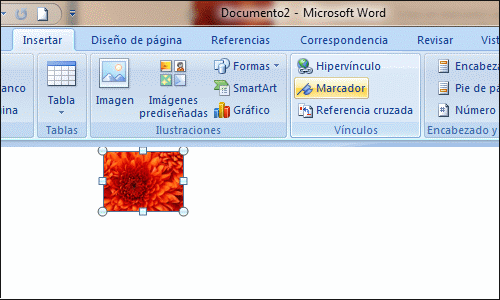 Documento2 - Microsoft Word
Insertar Diseño de página Referencias Correspondencia Revisar Vist
anco
ina
Tabla
Tablas
Imagen
Imágenes
prediseñadas
Formas
SmartArt
Gráfico
Ilustraciones
Hipervínculo
Marcador
Referencia cruzada
Vínculos
Encabeza
Pie de pá
Número
Encabezado y